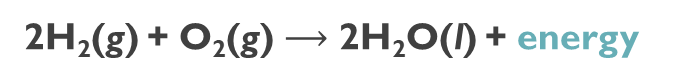 2H₂(g) + O₂(g) ⟶ 2H₂O(l) + energy